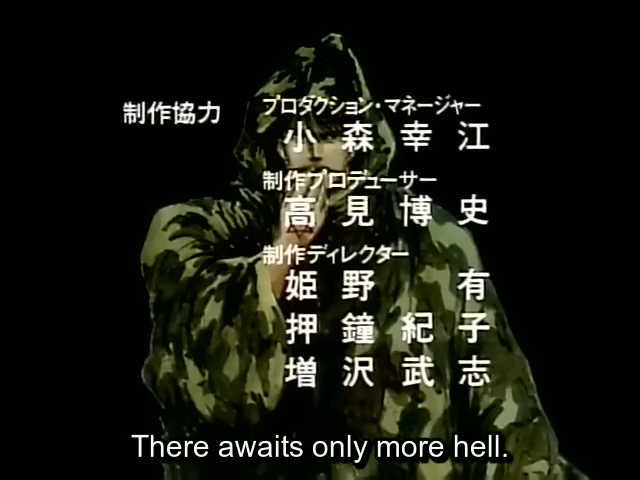 制作協力
プロダクション・マネージャー
小森幸江
制作プロデューサー
高見博史
制作ディレクター
姫野 有
押鐘紀子
増沢武志
There awaits only more hell.